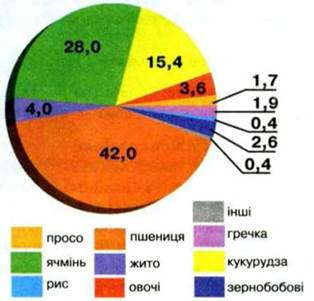 28,0
15,4
3,6
4,0
1,7
1,9
0,4
2,6
0,4
42,0
інші
просо
пшениця
гречка
ячмінь
жито
кукурудза
рис
овочі
зернобобові